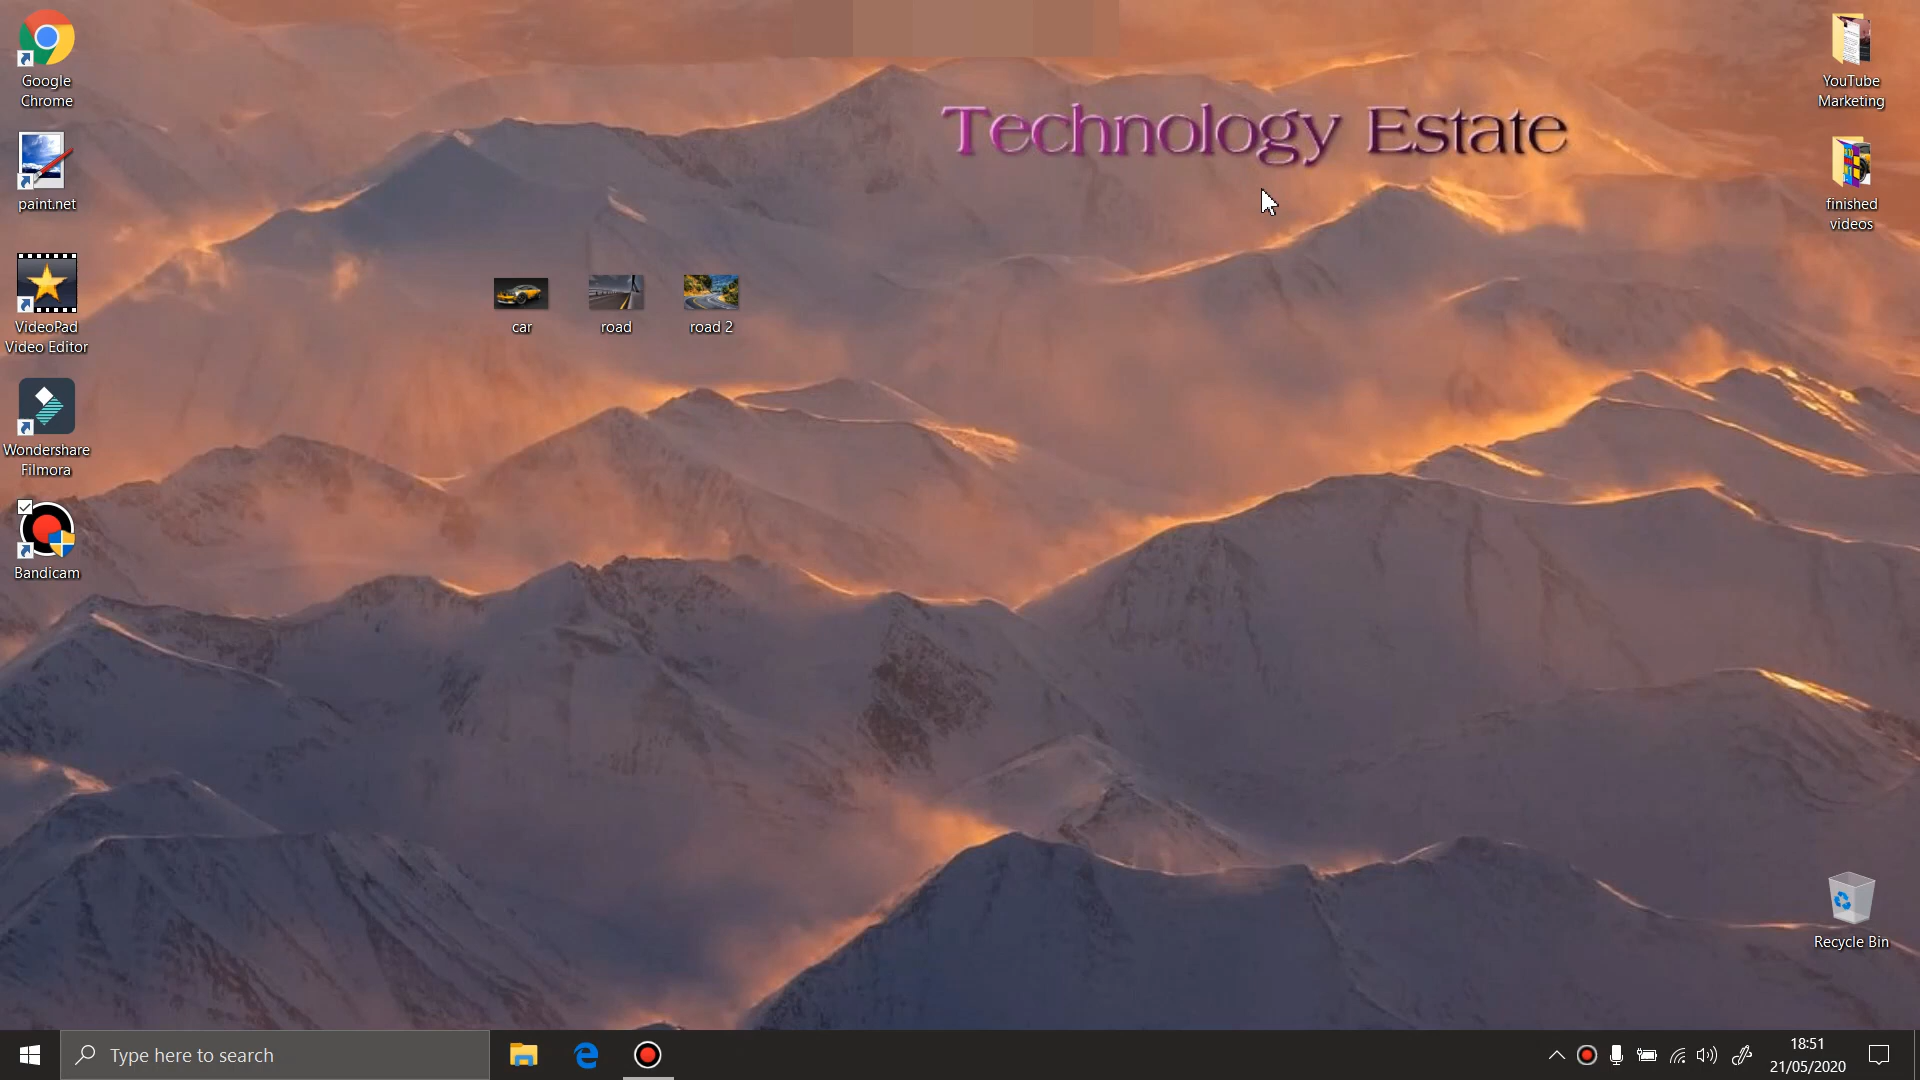 Google
Chrome
paint.net
VideoPad
Video Editor
Wondershare
Filmora
Bandicam
car
road
road 2
Technology Estate
YouTube
Marketing
finished
videos
Recycle Bin
Type here to search
18:51
21/05/2020